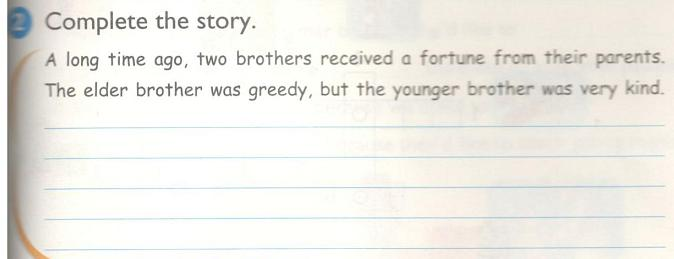 2 Complete the story.
A long time ago, two brothers received a fortune from their parents.
The elder brother was greedy, but the younger brother was very kind.